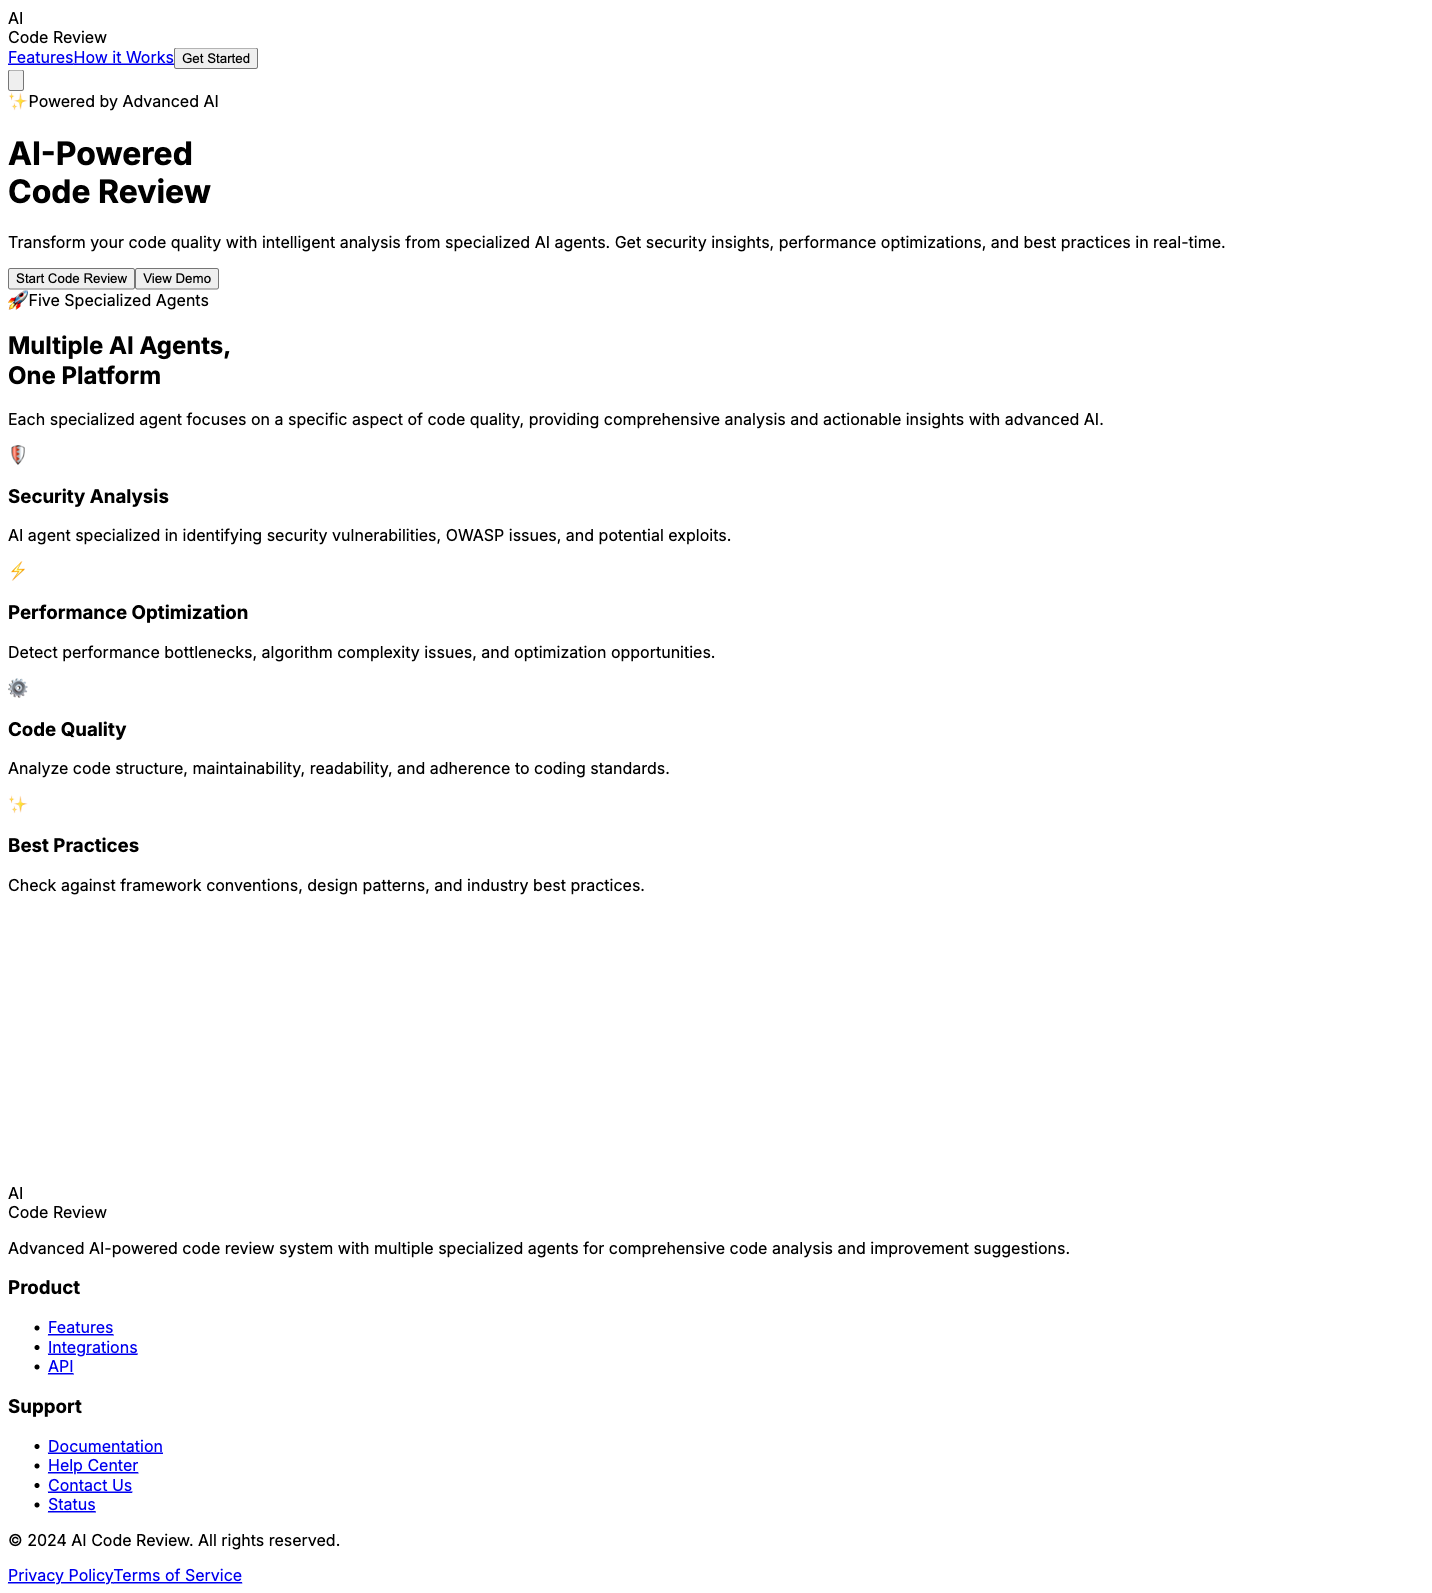 AI
Code Review
FeaturesHow it WorksGet Started
✨Powered by Advanced AI
AI-Powered
Code Review
Transform your code quality with intelligent analysis from specialized AI agents. Get security insights, performance optimizations, and best practices in real-time.
Start Code ReviewView Demo
🚀Five Specialized Agents
Multiple AI Agents,
One Platform
Each specialized agent focuses on a specific aspect of code quality, providing comprehensive analysis and actionable insights with advanced AI.
Security Analysis
AI agent specialized in identifying security vulnerabilities, OWASP issues, and potential exploits.
Performance Optimization
Detect performance bottlenecks, algorithm complexity issues, and optimization opportunities.
Code Quality
Analyze code structure, maintainability, readability, and adherence to coding standards.
Best Practices
Check against framework conventions, design patterns, and industry best practices.
AI
Code Review
Advanced AI-powered code review system with multiple specialized agents for comprehensive code analysis and improvement suggestions.
Product
• Features
• Integrations
• API
Support
• Documentation
• Help Center
• Contact Us
• Status
© 2024 AI Code Review. All rights reserved.
Privacy PolicyTerms of Service